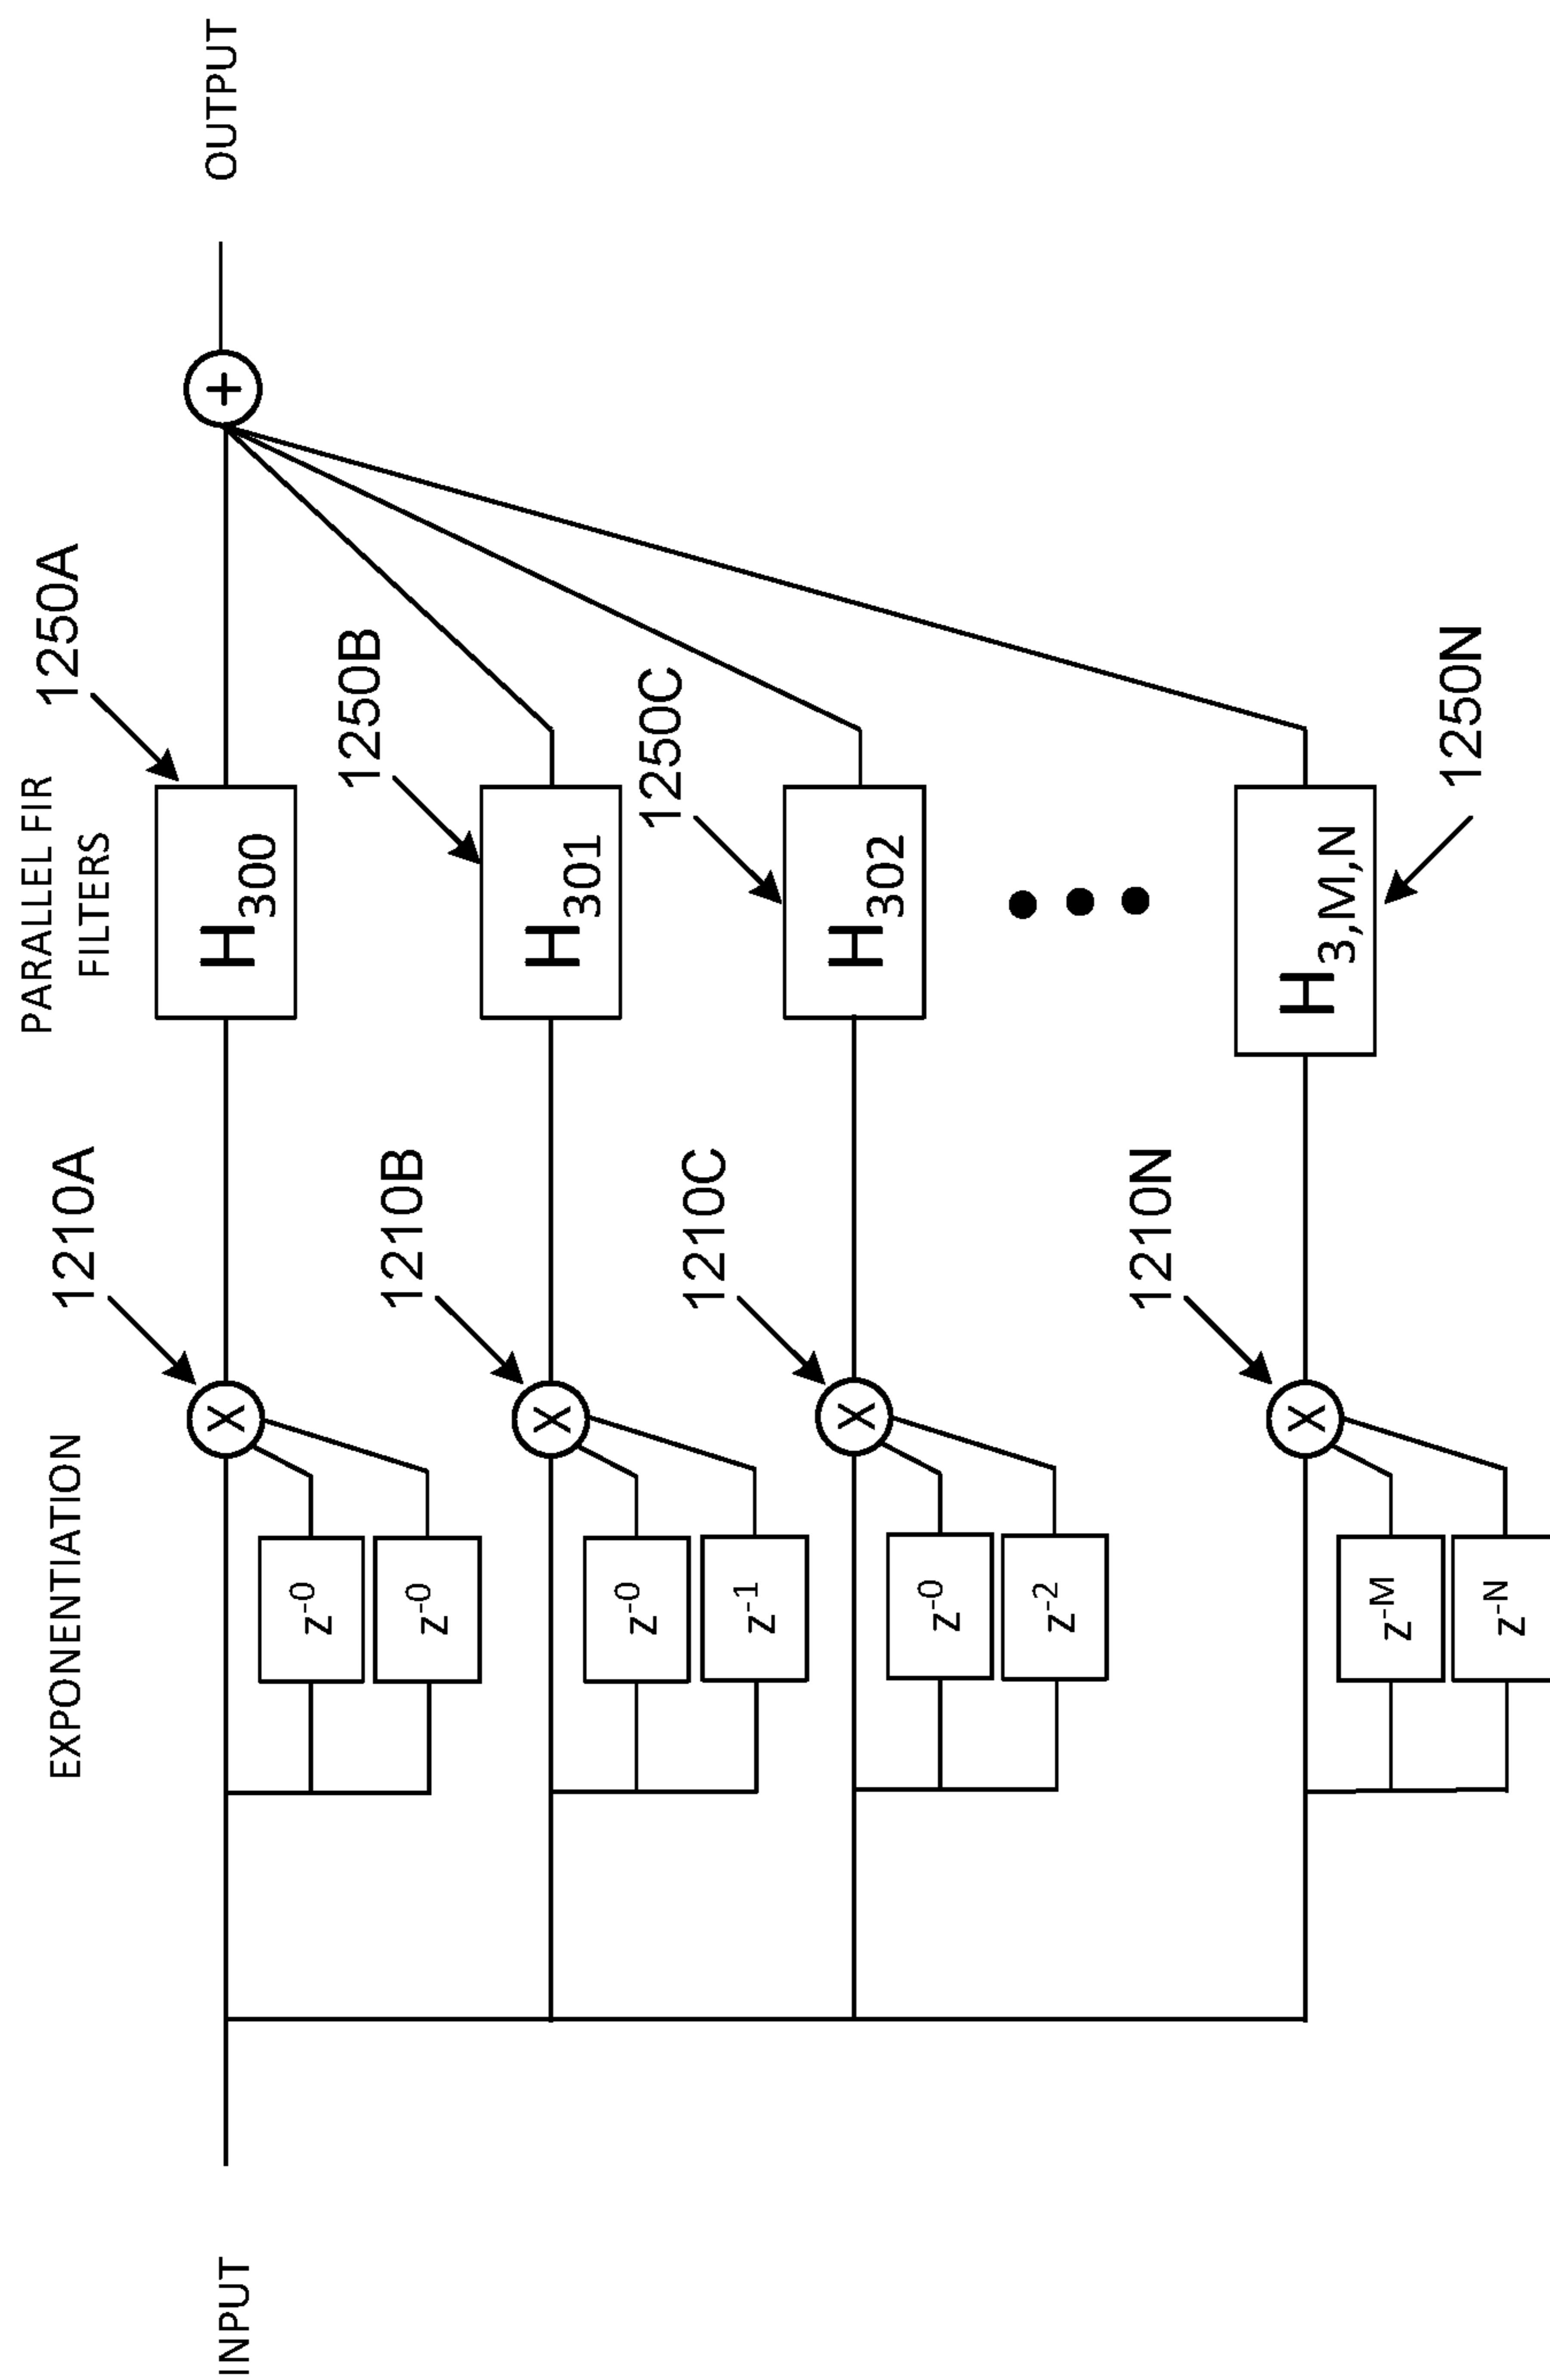 EXPONENTIATION
PARALLEL FIR
FILTERS
1210A
1250A
INPUT
X
H300
+
OUTPUT
z-0
z-0
1210B
1250B
X
H301
z-0
z-1
1210C
1250C
X
H302
z-0
z-2
1210N
X
H3,M,N
1250N
z-M
z-N